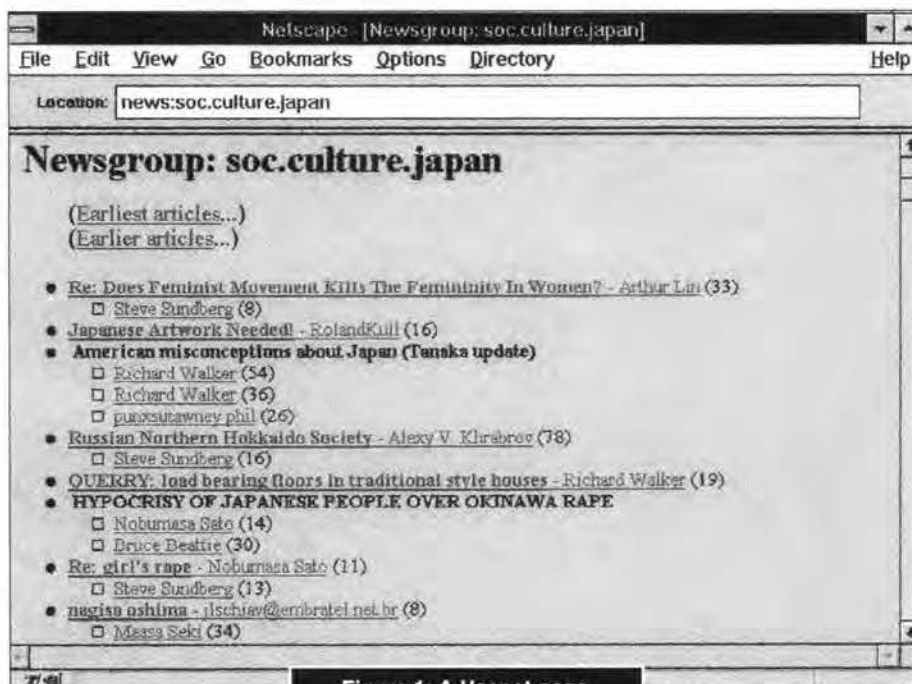 Netscape [Newsgroup: soc.culture.japan]
File Edit View Go Bookmarks Options Directory Help
Location: news:soc.culture.japan
Newsgroup: soc.culture.japan
(Earliest articles...)
(Earlier articles...)
Re: Does Feminist Movement Kills The Femininity In Women? - Arthur Lin (33)
Steve Sundberg (8)
Japanese Artwork Needed! - RolandKull (16)
American misconceptions about Japan (Tanaka update)
Richard Walker (54)
Richard Walker (36)
punxsutawney phil (26)
Russian Northern Hokkaido Society - Alexy V. Khrabrov (78)
Steve Sundberg (16)
QUERRY: load bearing floors in traditional style houses - Richard Walker (19)
HYPOCRISY OF JAPANESE PEOPLE OVER OKINAWA RAPE
Nobumasa Sato (14)
Bruce Beattie (30)
Re: girl's rape - Nobumasa Sato (11)
Steve Sundberg (13)
nagisa oshima - jlschiav@embratel.net.br (8)
Maasa Seki (34)
Figure 1: A Usenet page